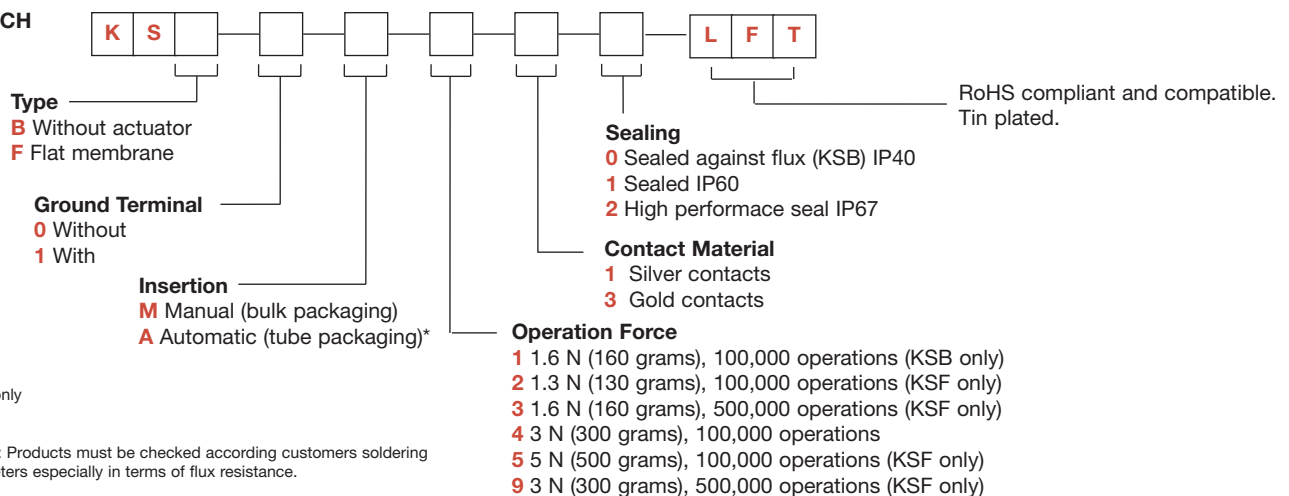 CH
K S L F T
Type
B Without actuator
F Flat membrane
Ground Terminal
0 Without
1 With
Insertion
M Manual (bulk packaging)
A Automatic (tube packaging)*
Operation Force
1 1.6 N (160 grams), 100,000 operations (KSB only)
2 1.3 N (130 grams), 100,000 operations (KSF only)
3 1.6 N (160 grams), 500,000 operations (KSF only)
4 3 N (300 grams), 100,000 operations
5 5 N (500 grams), 100,000 operations (KSF only)
9 3 N (300 grams), 500,000 operations (KSF only)
Contact Material
1 Silver contacts
3 Gold contacts
Sealing
0 Sealed against flux (KSB) IP40
1 Sealed IP60
2 High performace seal IP67
RoHS compliant and compatible.
Tin plated.
only
: Products must be checked according customers soldering
eters especially in terms of flux resistance.